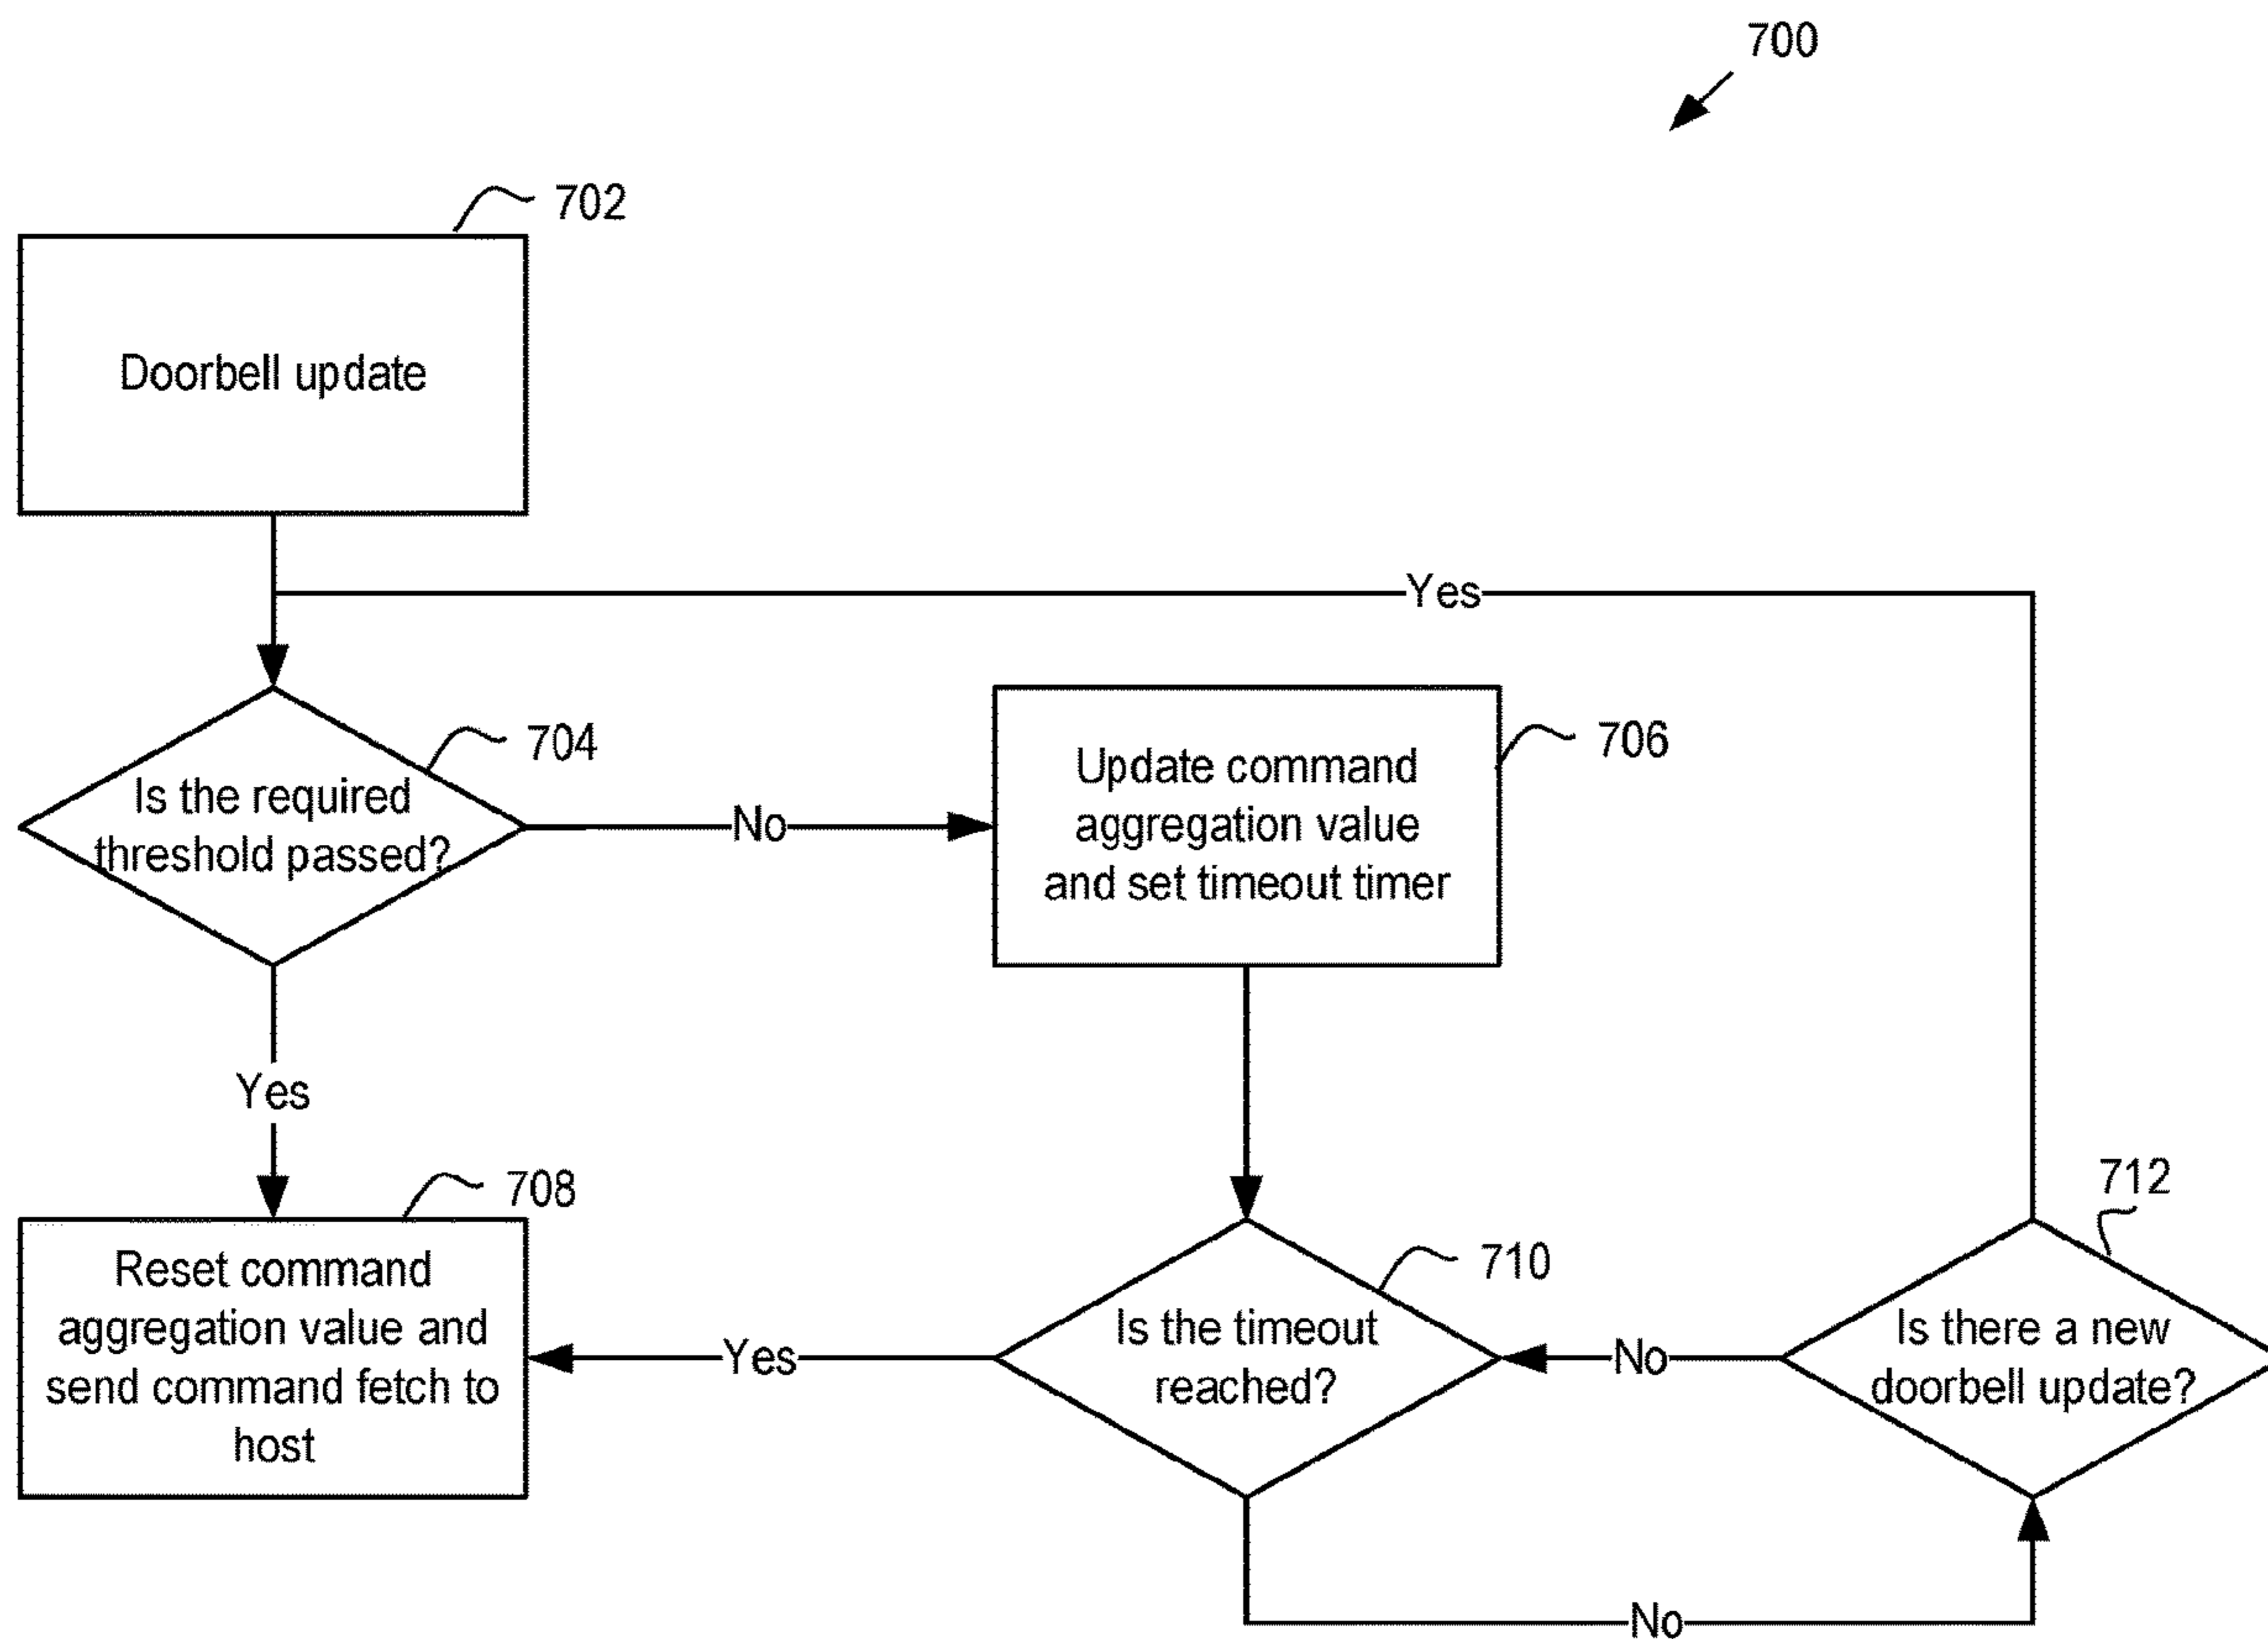 700
702
Doorbell update
Yes
704
Is the required
threshold passed?
No
706
Update command
aggregation value
and set timeout timer
Yes
708
Reset command
aggregation value and
send command fetch to
host
Yes
710
Is the timeout
reached?
No
712
Is there a new
doorbell update?
No